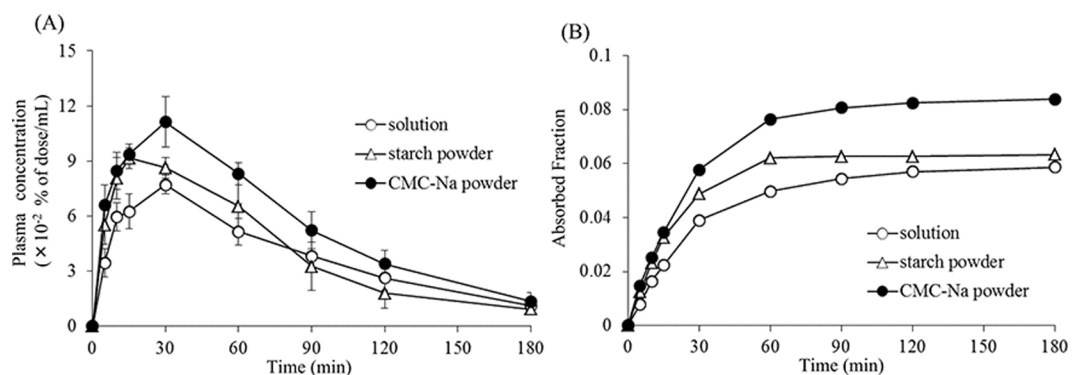 (A)
Plasma concentration
(×10⁻² % of dose/mL)
15
12
9
6
3
0
0 30 60 90 120 150 180
Time (min)
solution
starch powder
CMC-Na powder
(B)
Absorbed Fraction
0.1
0.08
0.06
0.04
0.02
0
0 30 60 90 120 150 180
Time (min)
solution
starch powder
CMC-Na powder